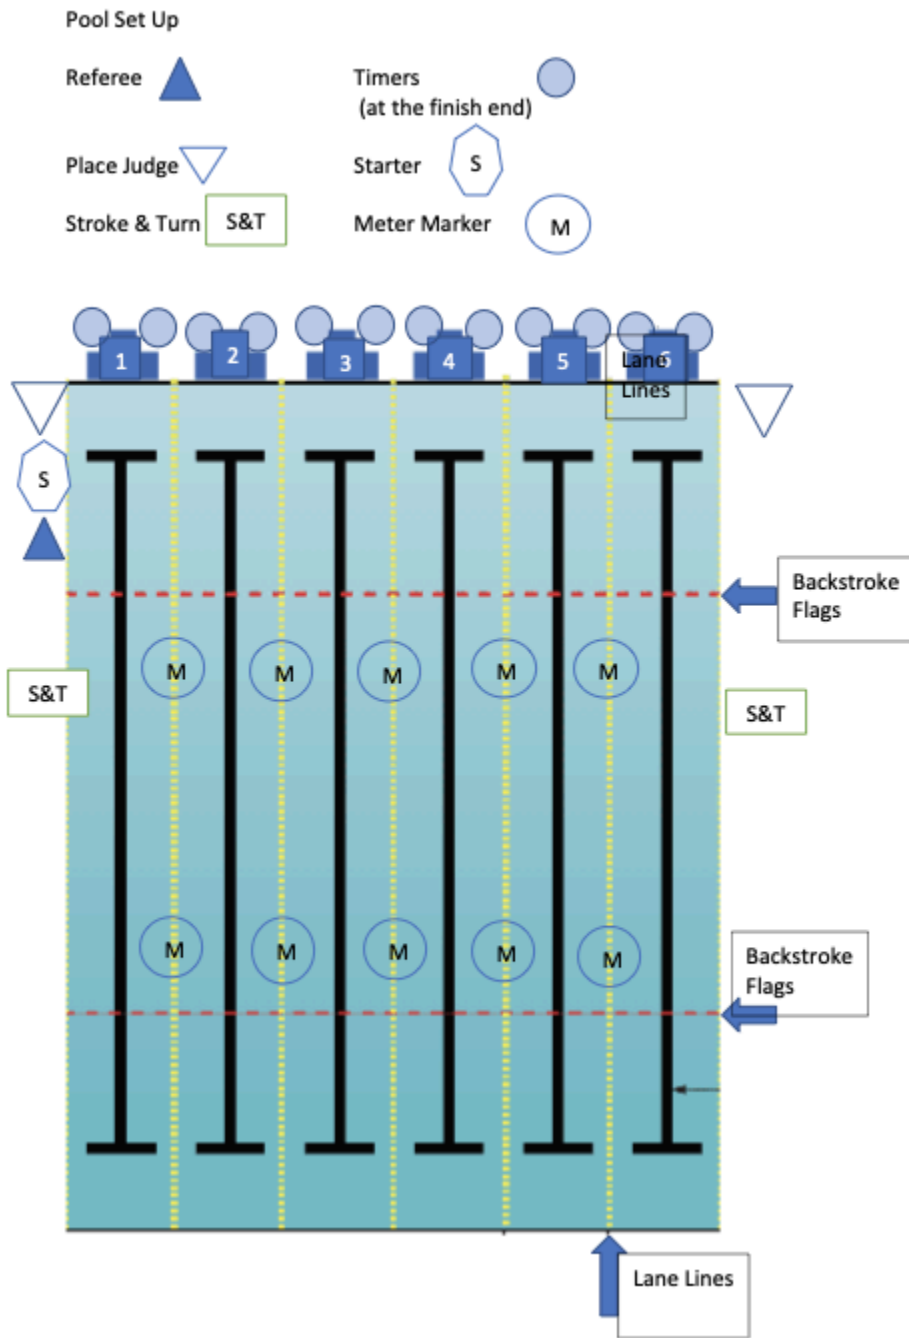 Pool Set Up
Referee
Timers
(at the finish end)
Place Judge
Starter
S
Stroke & Turn
S&T
Meter Marker
M
1
2
3
4
5
6
Lane
Lines
S
Backstroke
Flags
M
M
M
M
M
S&T
S&T
M
M
M
M
M
Backstroke
Flags
Lane Lines